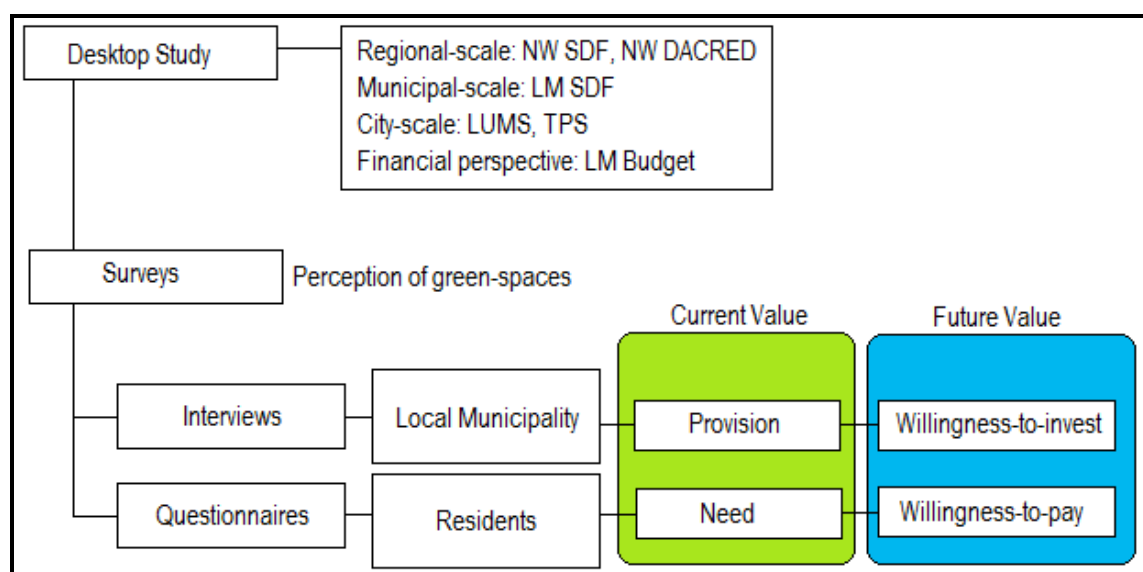 Desktop Study
Regional-scale: NW SDF, NW DACRED
Municipal-scale: LM SDF
City-scale: LUMS, TPS
Financial perspective: LM Budget
Surveys
Perception of green-spaces
Current Value
Future Value
Interviews
Local Municipality
Provision
Willingness-to-invest
Questionnaires
Residents
Need
Willingness-to-pay